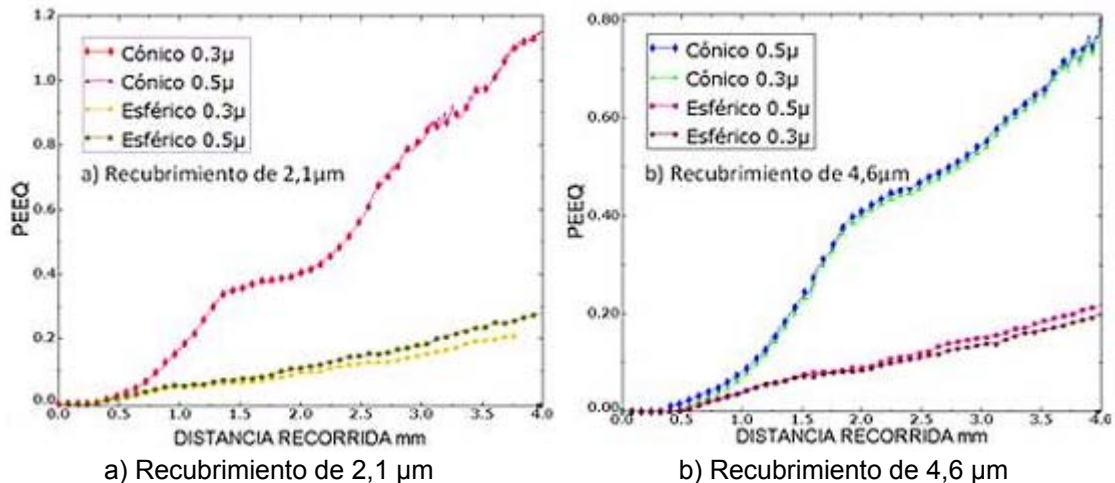 1.2
1.0
0.8
0.6
0.4
0.2
0.0
PEEQ
Cónico 0.3µ
Cónico 0.5µ
Esférico 0.3µ
Esférico 0.5µ
a) Recubrimiento de 2,1µm
0.0 0.5 1.0 1.5 2.0 2.5 3.0 3.5 4.0
DISTANCIA RECORRIDA mm
a) Recubrimiento de 2,1 µm
0.80
0.60
0.40
0.20
0.00
PEEQ
Cónico 0.5µ
Cónico 0.3µ
Esférico 0.5µ
Esférico 0.3µ
b) Recubrimiento de 4,6µm
0.0 0.5 1.0 1.5 2.0 2.5 3.0 3.5 4.6
DISTANCIA RECORRIDA mm
b) Recubrimiento de 4,6 µm